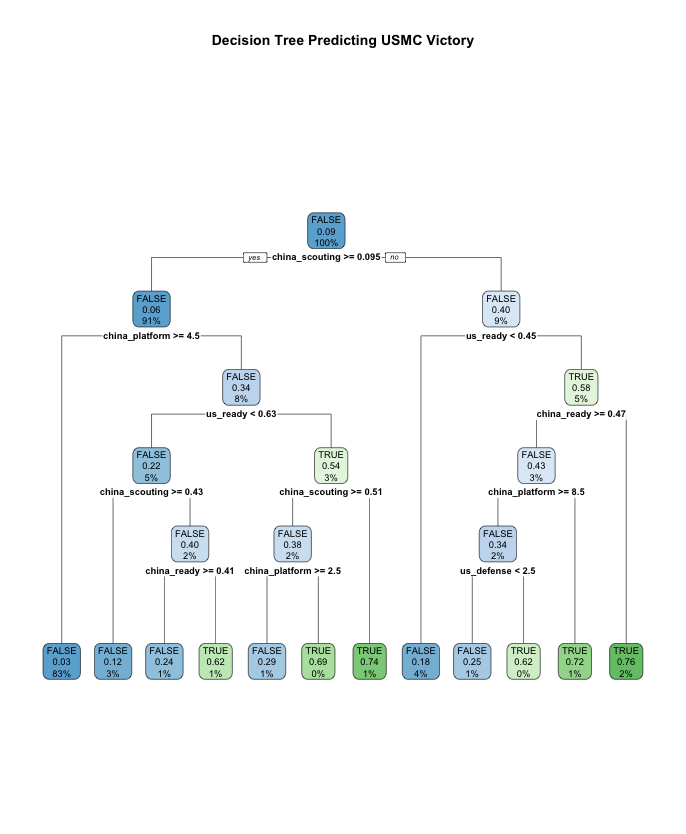 Decision Tree Predicting USMC Victory
FALSE
0.09
100%
yes
china_scouting >= 0.095
no
FALSE
0.06
91%
FALSE
0.40
9%
china_platform >= 4.5
us_ready < 0.45
FALSE
0.34
8%
TRUE
0.58
5%
us_ready < 0.63
china_ready >= 0.47
FALSE
0.22
5%
TRUE
0.54
3%
FALSE
0.43
3%
china_scouting >= 0.43
china_scouting >= 0.51
china_platform >= 8.5
FALSE
0.40
2%
FALSE
0.38
2%
FALSE
0.34
2%
china_ready >= 0.41
china_platform >= 2.5
us_defense < 2.5
FALSE
0.03
83%
FALSE
0.12
3%
FALSE
0.24
1%
TRUE
0.62
1%
FALSE
0.29
1%
TRUE
0.69
0%
TRUE
0.74
1%
FALSE
0.18
4%
FALSE
0.25
1%
TRUE
0.62
0%
TRUE
0.72
1%
TRUE
0.76
2%